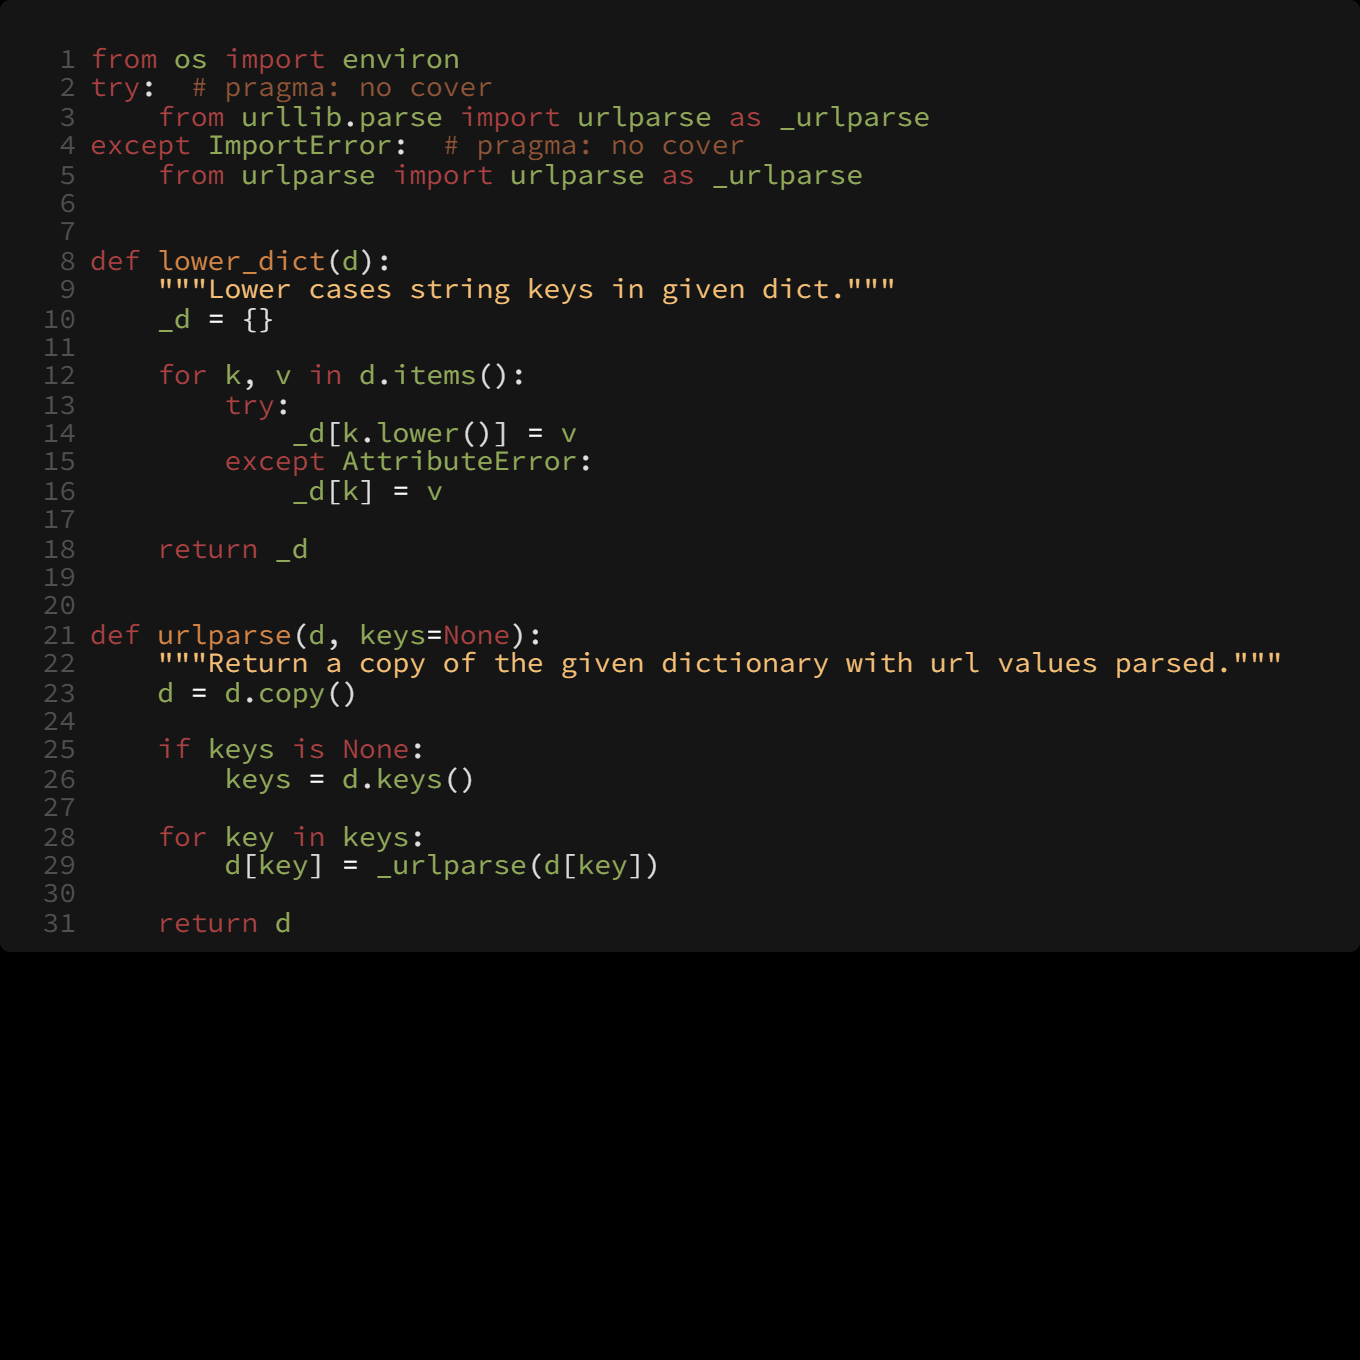 1 from os import environ
2 try:  # pragma: no cover
3     from urllib.parse import urlparse as _urlparse
4 except ImportError:  # pragma: no cover
5     from urlparse import urlparse as _urlparse
6
7
8 def lower_dict(d):
9     """Lower cases string keys in given dict."""
10     _d = {}
11
12     for k, v in d.items():
13         try:
14             _d[k.lower()] = v
15         except AttributeError:
16             _d[k] = v
17
18     return _d
19
20
21 def urlparse(d, keys=None):
22     """Return a copy of the given dictionary with url values parsed."""
23     d = d.copy()
24
25     if keys is None:
26         keys = d.keys()
27
28     for key in keys:
29         d[key] = _urlparse(d[key])
30
31     return d